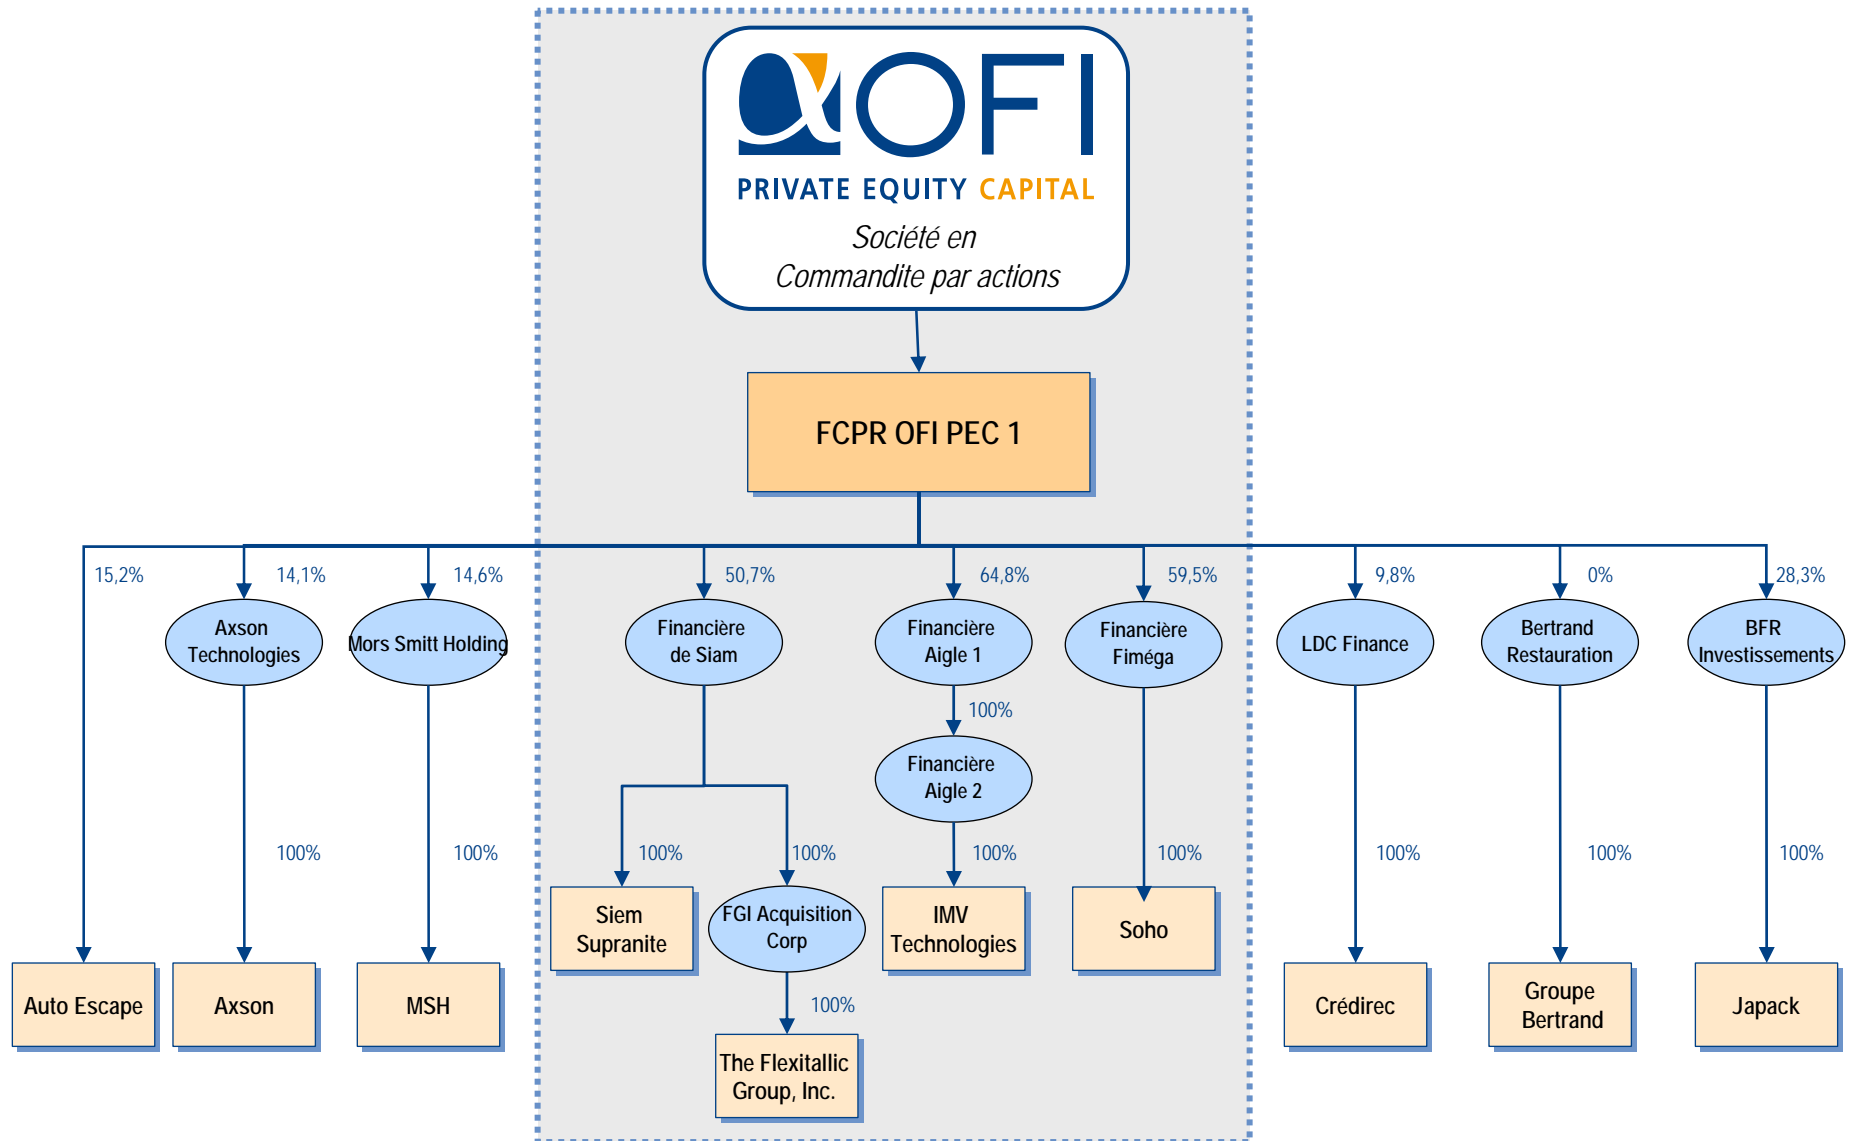 OFI
PRIVATE EQUITY CAPITAL
Société en
Commandite par actions
FCPR OFI PEC 1
15,2%
14,1%
14,6%
50,7%
64,8%
59,5%
9,8%
0%
28,3%
Axson
Technologies
Mors Smitt Holding
Financière
de Siam
Financière
Aigle 1
Financière
Fiméga
LDC Finance
Bertrand
Restauration
BFR
Investissements
100%
Financière
Aigle 2
100%
100%
100%
100%
100%
100%
100%
100%
100%
Siem
Supranite
FGI Acquisition
Corp
IMV
Technologies
Soho
Auto Escape
Axson
MSH
100%
Crédirec
Groupe
Bertrand
Japack
The Flexitallic
Group, Inc.